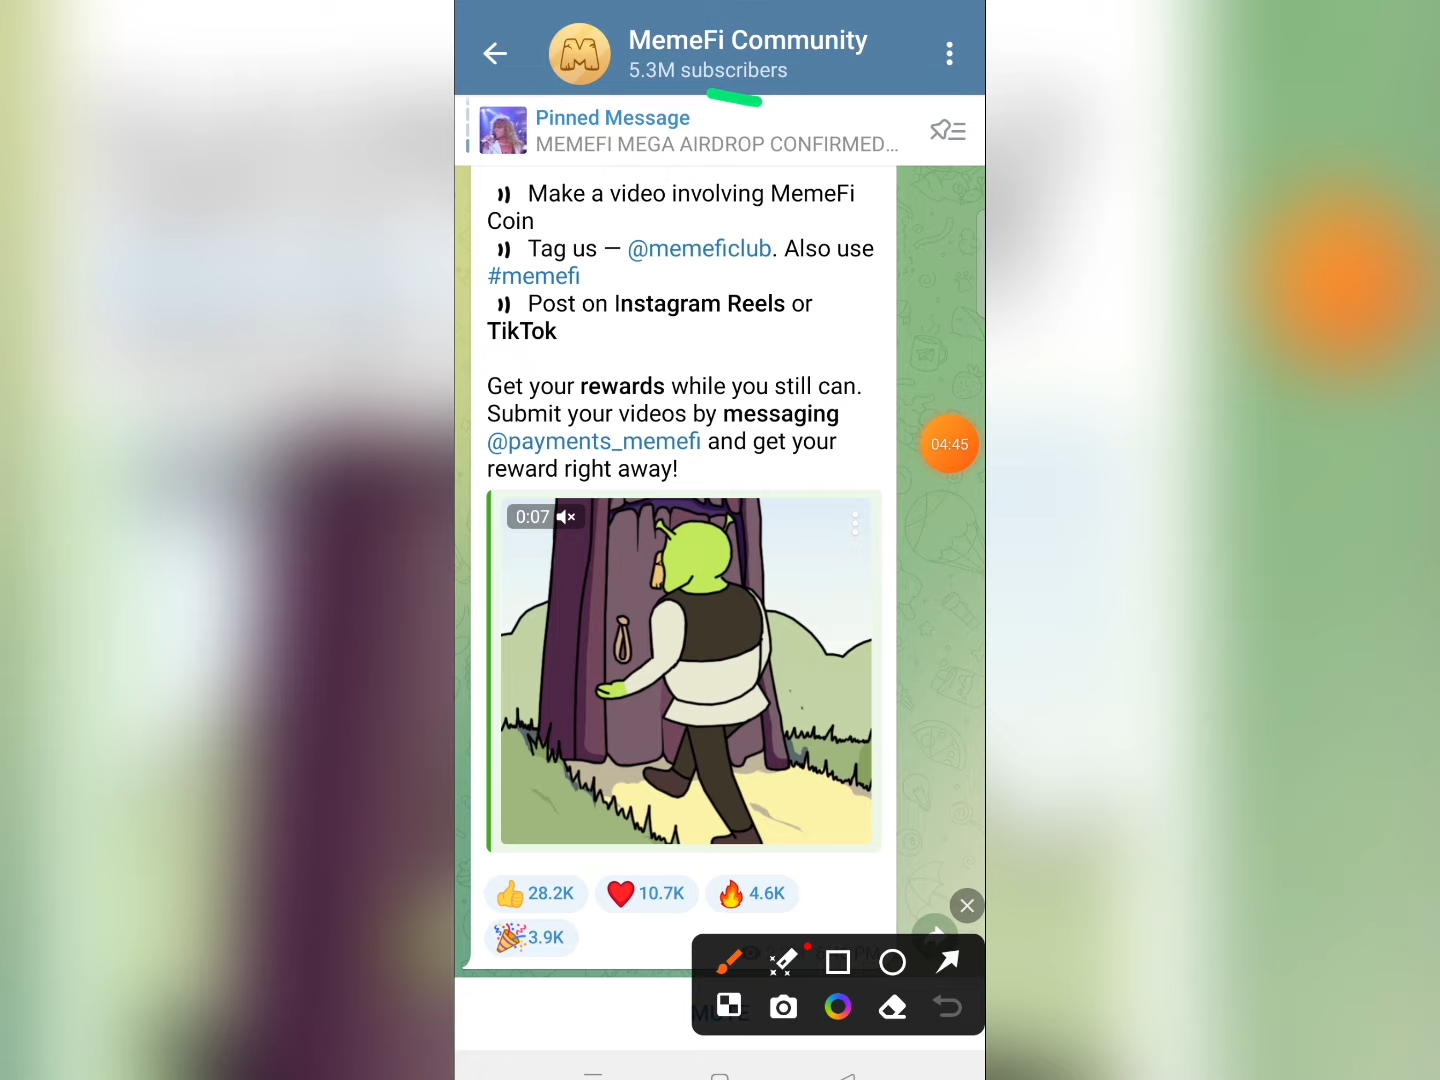 MemeFi Community
5.3M subscribers
Pinned Message
MEMEFI MEGA AIRDROP CONFIRMED...
Make a video involving MemeFi
Coin
Tag us — @memeficlub. Also use
#memefi
Post on Instagram Reels or
TikTok
Get your rewards while you still can.
Submit your videos by messaging
@payments_memefi and get your
reward right away!
04:45
0:07
28.2K
10.7K
4.6K
3.9K
MUTE